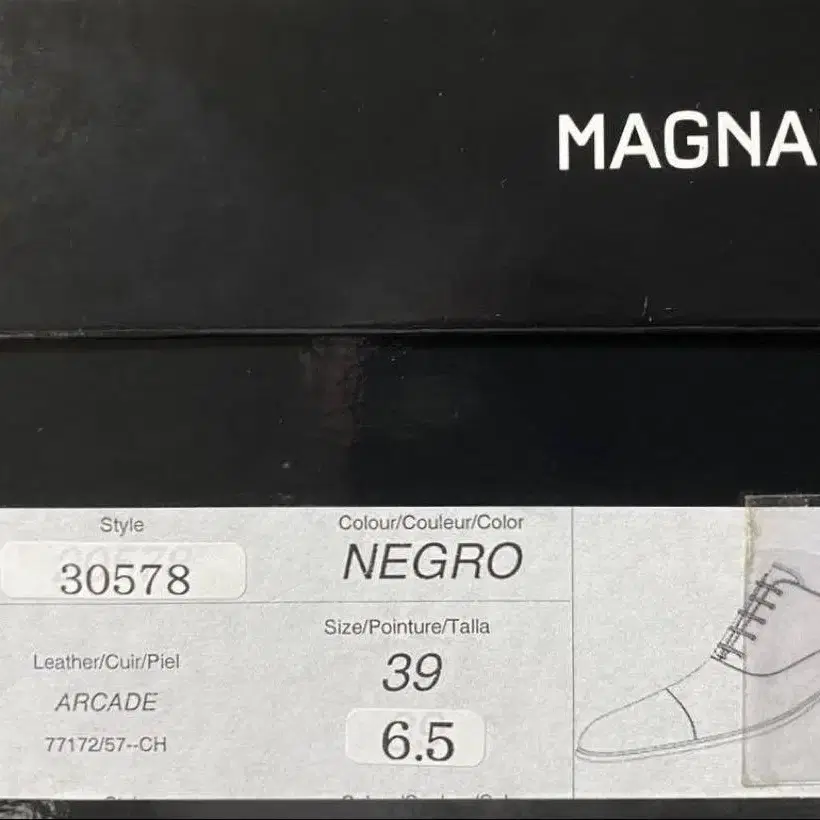 MAGNA
Style
30578
Colour/Couleur/Color
NEGRO
Size/Pointure/Talla
39
6.5
Leather/Cuir/Piel
ARCADE
77172/57--CH